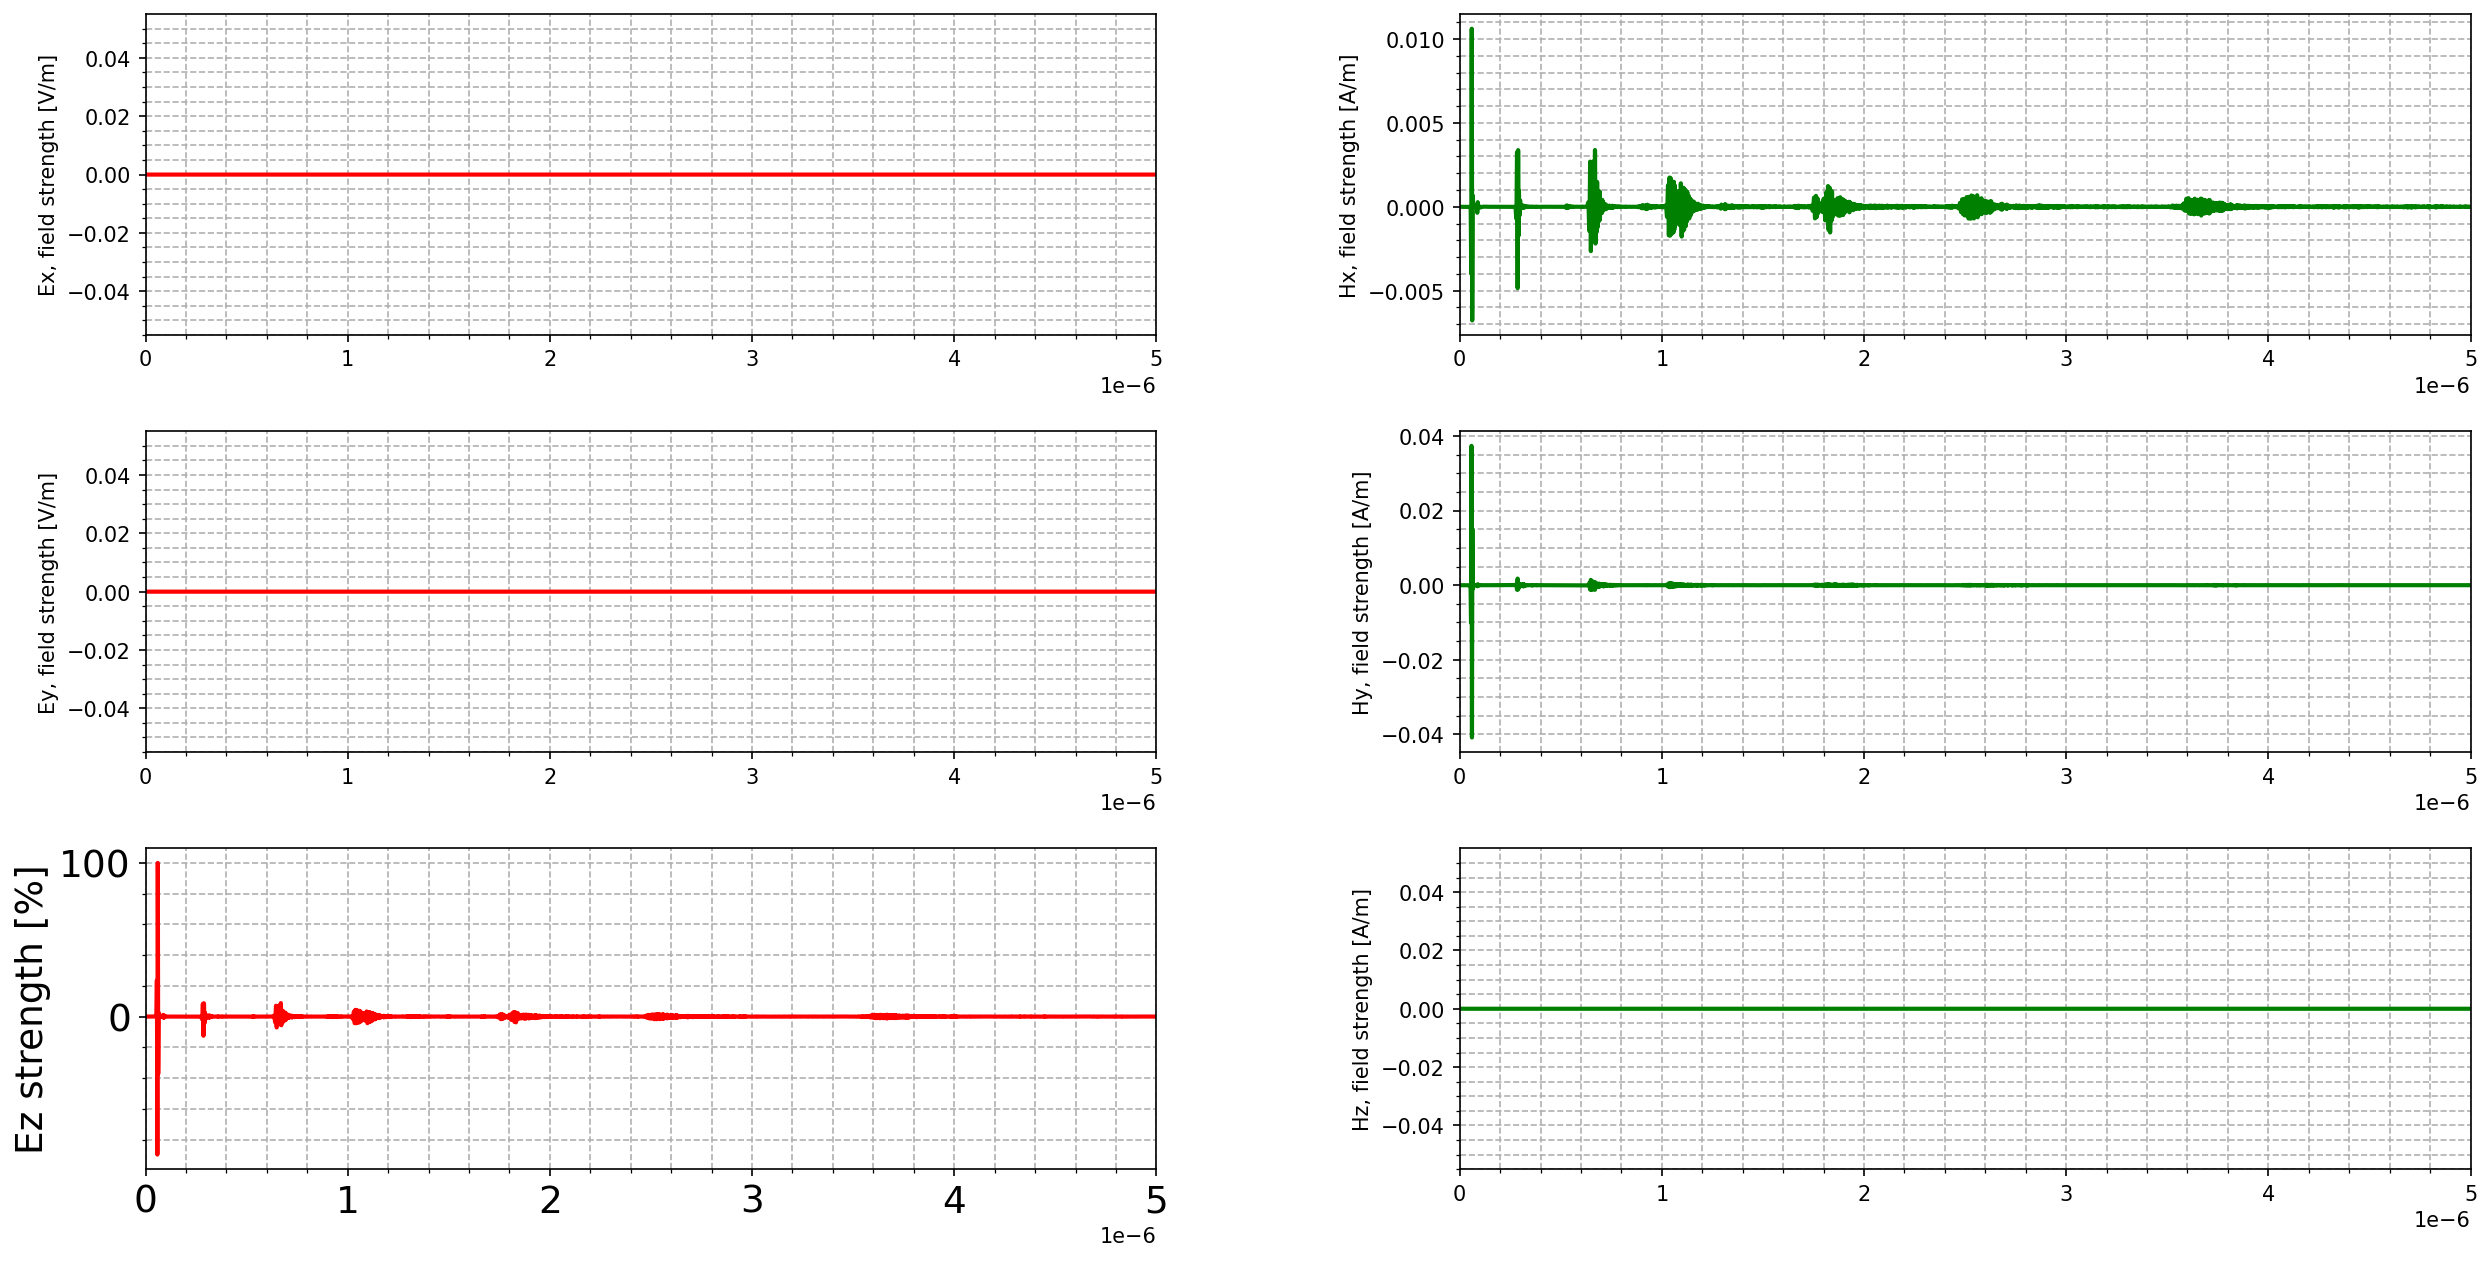 Ex, field strength [V/m]
0.04
0.02
0.00
−0.02
−0.04
0 1 2 3 4 5
1e−6
Hx, field strength [A/m]
0.010
0.005
0.000
−0.005
0 1 2 3 4 5
1e−6
Ey, field strength [V/m]
0.04
0.02
0.00
−0.02
−0.04
0 1 2 3 4 5
1e−6
Hy, field strength [A/m]
0.04
0.02
0.00
−0.02
−0.04
0 1 2 3 4 5
1e−6
Ez strength [%]
100
0
0 1 2 3 4 5
1e−6
Hz, field strength [A/m]
0.04
0.02
0.00
−0.02
−0.04
0 1 2 3 4 5
1e−6